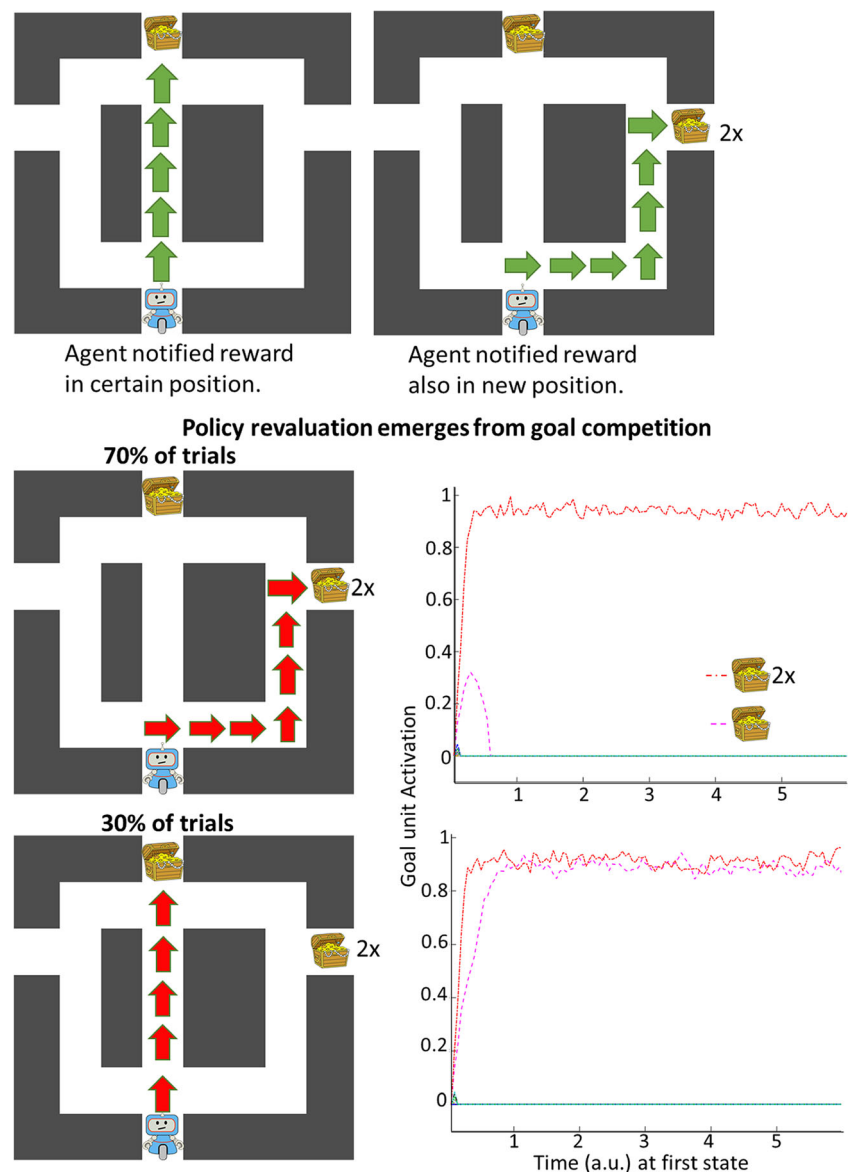 2x
Agent notified reward
in certain position.
Agent notified reward
also in new position.
Policy revaluation emerges from goal competition
70% of trials
2x
1
0.8
0.6
0.4
0.2
0
1 2 3 4 5
2x
30% of trials
2x
Goal unit Activation
1
0.8
0.6
0.4
0.2
0
1 2 3 4 5
Time (a.u.) at first state